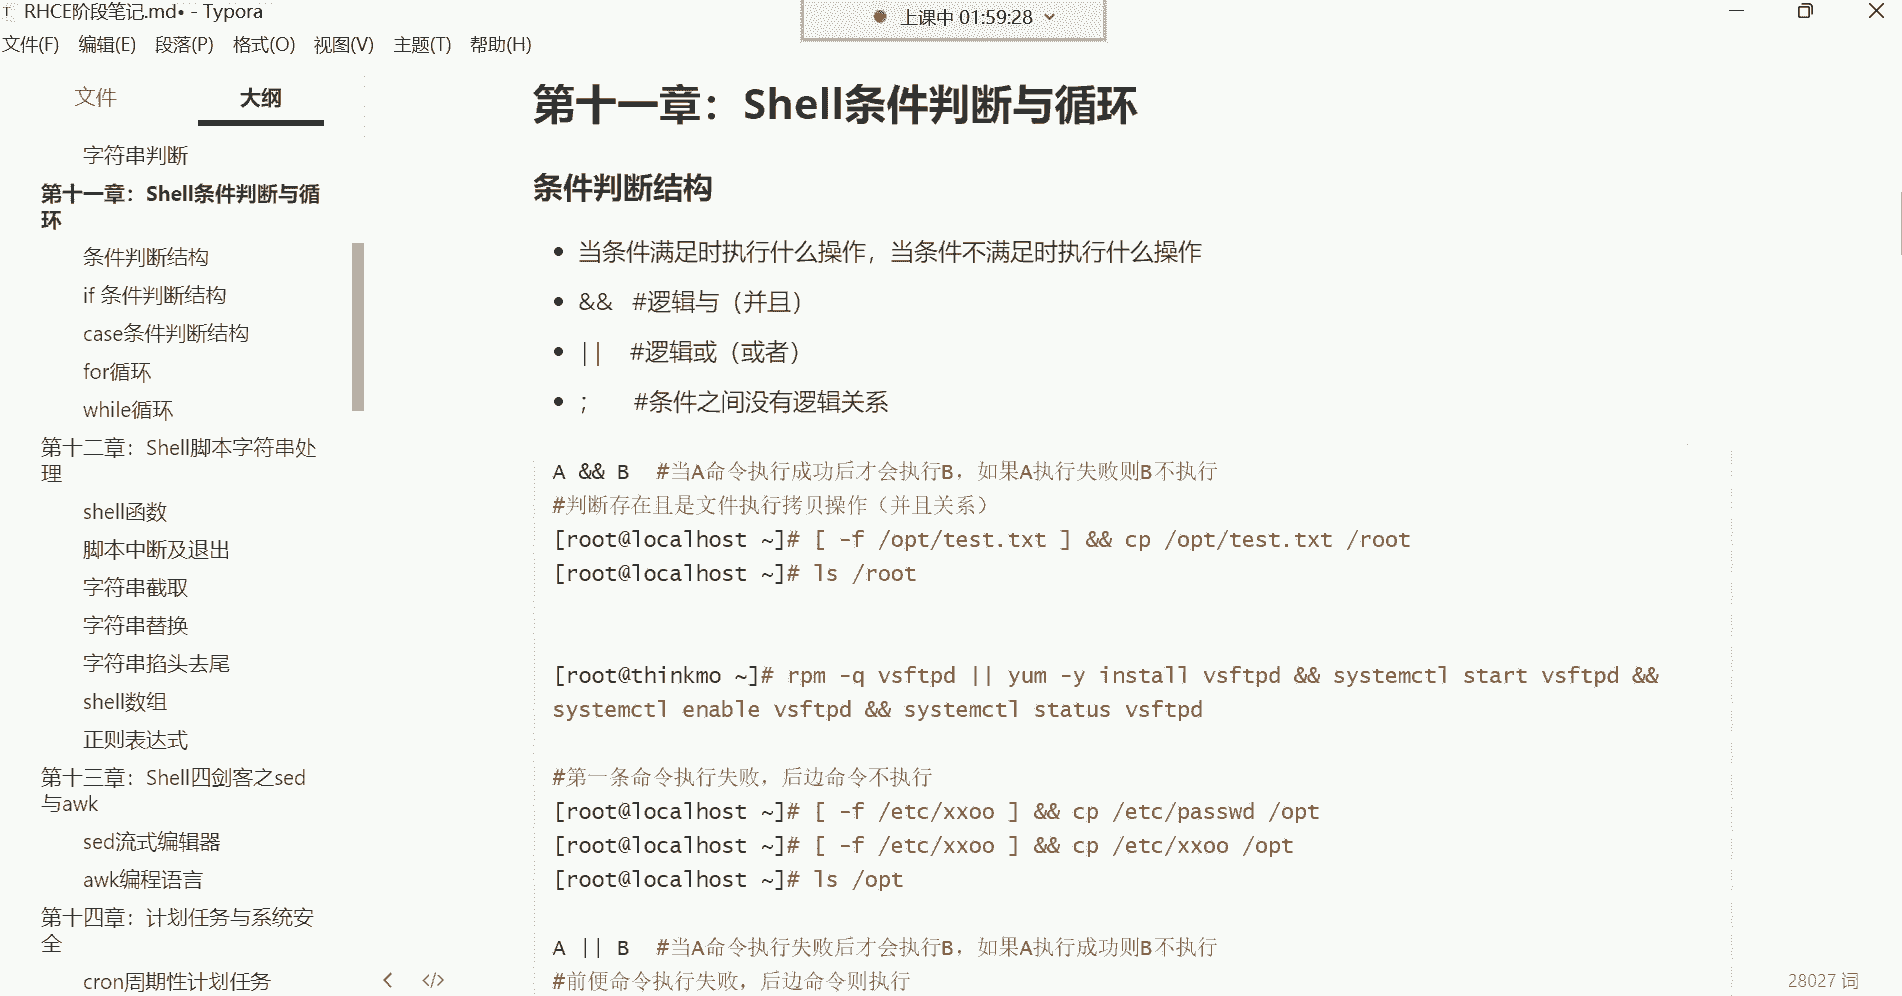 RHCE阶段笔记.md• - Typora
上课中 01:59:28
文件(F) 编辑(E) 段落(P) 格式(O) 视图(V) 主题(T) 帮助(H)
文件 大纲
字符串判断
第十一章：Shell条件判断与循
环
条件判断结构
if 条件判断结构
case条件判断结构
for循环
while循环
第十二章：Shell脚本字符串处
理
shell函数
脚本中断及退出
字符串截取
字符串替换
字符串掐头去尾
shell数组
正则表达式
第十三章：Shell四剑客之sed
与awk
sed流式编辑器
awk编程语言
第十四章：计划任务与系统安
全
cron周期性计划任务
第十一章：Shell条件判断与循环
条件判断结构
• 当条件满足时执行什么操作，当条件不满足时执行什么操作
• && #逻辑与（并且）
• || #逻辑或（或者）
• ; #条件之间没有逻辑关系
A && B #当A命令执行成功后才会执行B，如果A执行失败则B不执行
#判断存在且是文件执行拷贝操作（并且关系）
[root@localhost ~]# [ -f /opt/test.txt ] && cp /opt/test.txt /root
[root@localhost ~]# ls /root
[root@thinkmo ~]# rpm -q vsftpd || yum -y install vsftpd && systemctl start vsftpd &&
systemctl enable vsftpd && systemctl status vsftpd
#第一条命令执行失败，后边命令不执行
[root@localhost ~]# [ -f /etc/xxoo ] && cp /etc/passwd /opt
[root@localhost ~]# [ -f /etc/xxoo ] && cp /etc/xxoo /opt
[root@localhost ~]# ls /opt
A || B #当A命令执行失败后才会执行B，如果A执行成功则B不执行
#前便命令执行失败，后边命令则执行
28027 词